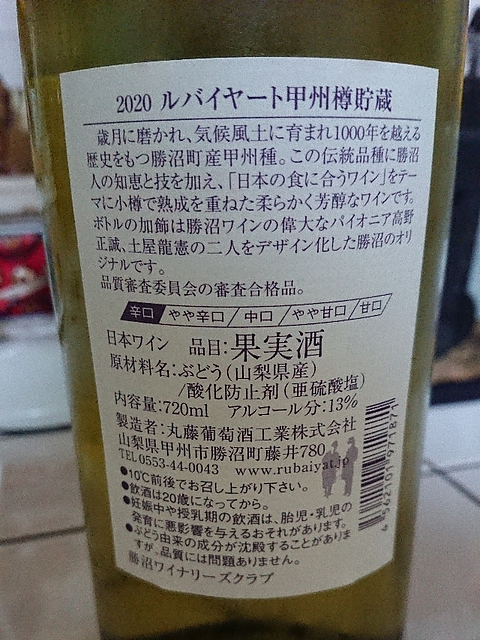 2020 ルバイヤート甲州樽貯蔵
歳月に磨かれ、気候風土に育まれ1000年を越える
歴史をもつ勝沼町産甲州種。この伝統品種に勝沼
人の知恵と技を加え、「日本の食に合うワイン」をテー
マに小樽で熟成を重ねた柔らかく芳醇なワインです。
ボトルの加飾は勝沼ワインの偉大なパイオニア高野
正誠、土屋龍憲の二人をデザイン化した勝沼のオリ
ジナルです。
品質審査委員会の審査合格品。
辛口/やや辛口/中口/やや甘口/甘口
日本ワイン 品目:果実酒
原材料名:ぶどう(山梨県産)
/酸化防止剤(亜硫酸塩)
内容量:720ml アルコール分:13%
製造者:丸藤葡萄酒工業株式会社
山梨県甲州市勝沼町藤井780
TEL0553-44-0043 www.rubaiyat.jp
●10℃前後でお召し上がり下さい。
●飲酒は20歳になってから。
●妊娠中や授乳期の飲酒は、胎児・乳児の
発育に悪影響を与えるおそれがあります。
●ぶどう由来の成分が沈殿することがありま
すが、品質には問題ありません。
勝沼ワイナリーズクラブ
4 562101 971871